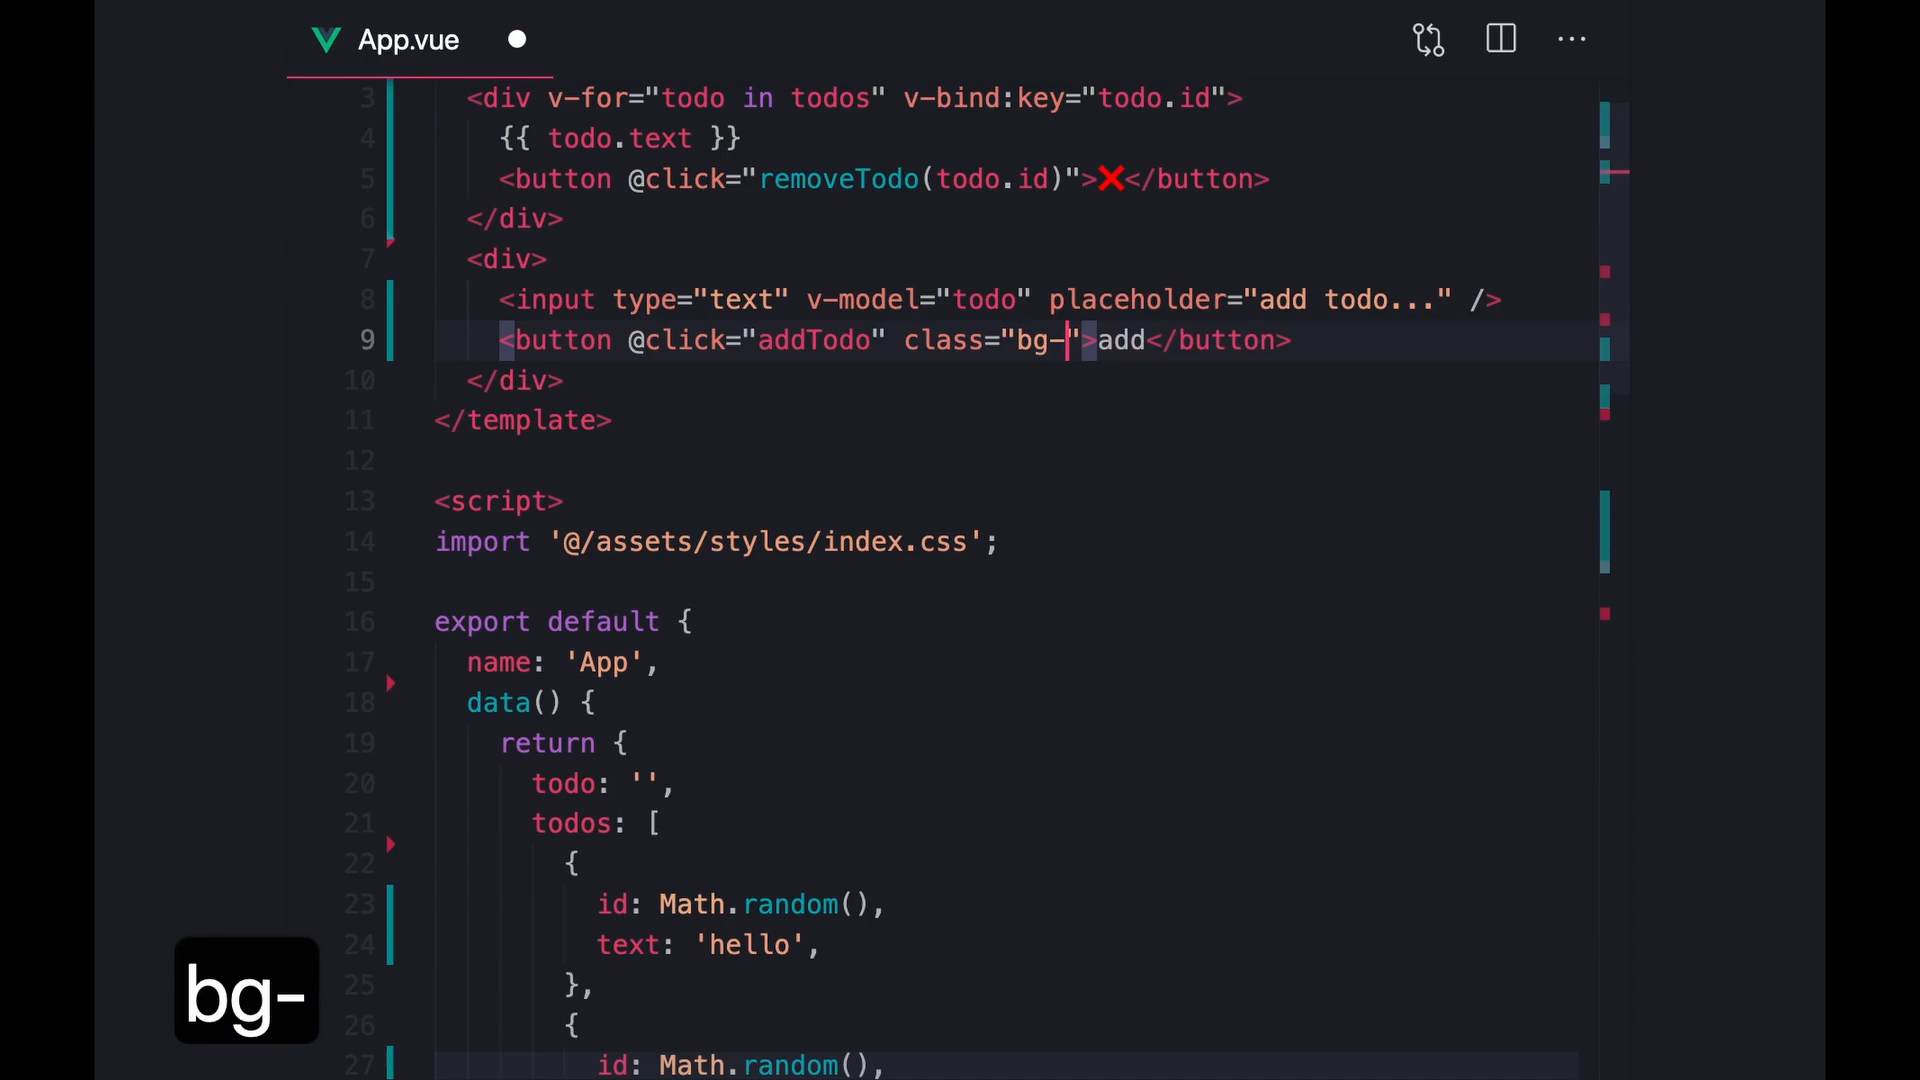 App.vue
3 <div v-for="todo in todos" v-bind:key="todo.id">
4 {{ todo.text }}
5 <button @click="removeTodo(todo.id)">❌</button>
6 </div>
7 <div>
8 <input type="text" v-model="todo" placeholder="add todo..." />
9 <button @click="addTodo" class="bg-">add</button>
10 </div>
11 </template>
12
13 <script>
14 import '@/assets/styles/index.css';
15
16 export default {
17 name: 'App',
18 data() {
19 return {
20 todo: '',
21 todos: [
22 {
23 id: Math.random(),
24 text: 'hello',
25 },
26 {
27 id: Math.random(),
bg-